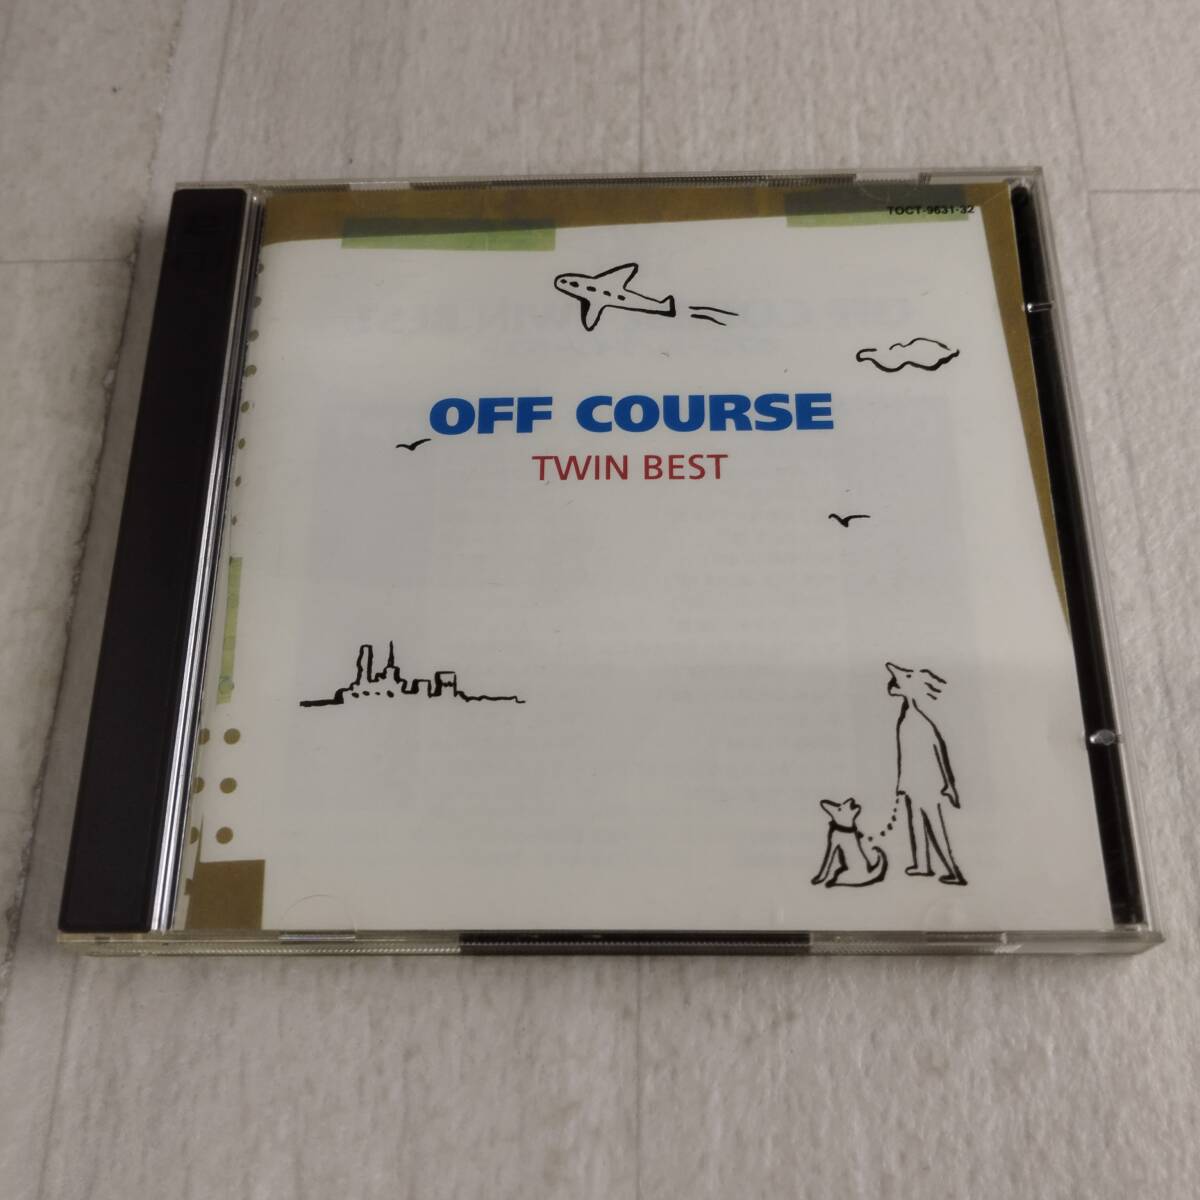 TOCT-9631-32
OFF COURSE
TWIN BEST